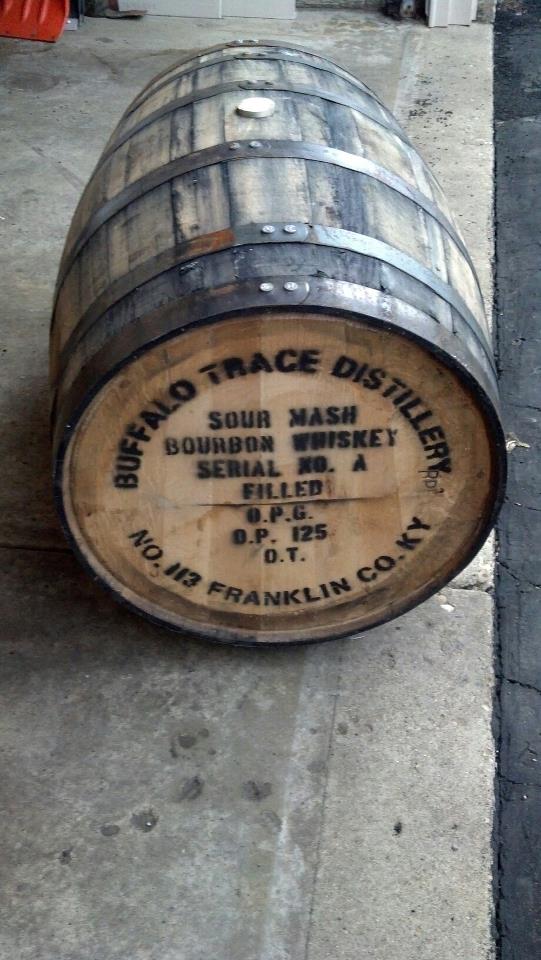 BUFFALO TRACE DISTILLERY
SOUR MASH
BOURBON WHISKEY
SERIAL NO. A
FILLED
O.P.G.
O.P. 125
O.T.
NO. 113 FRANKLIN CO. KY